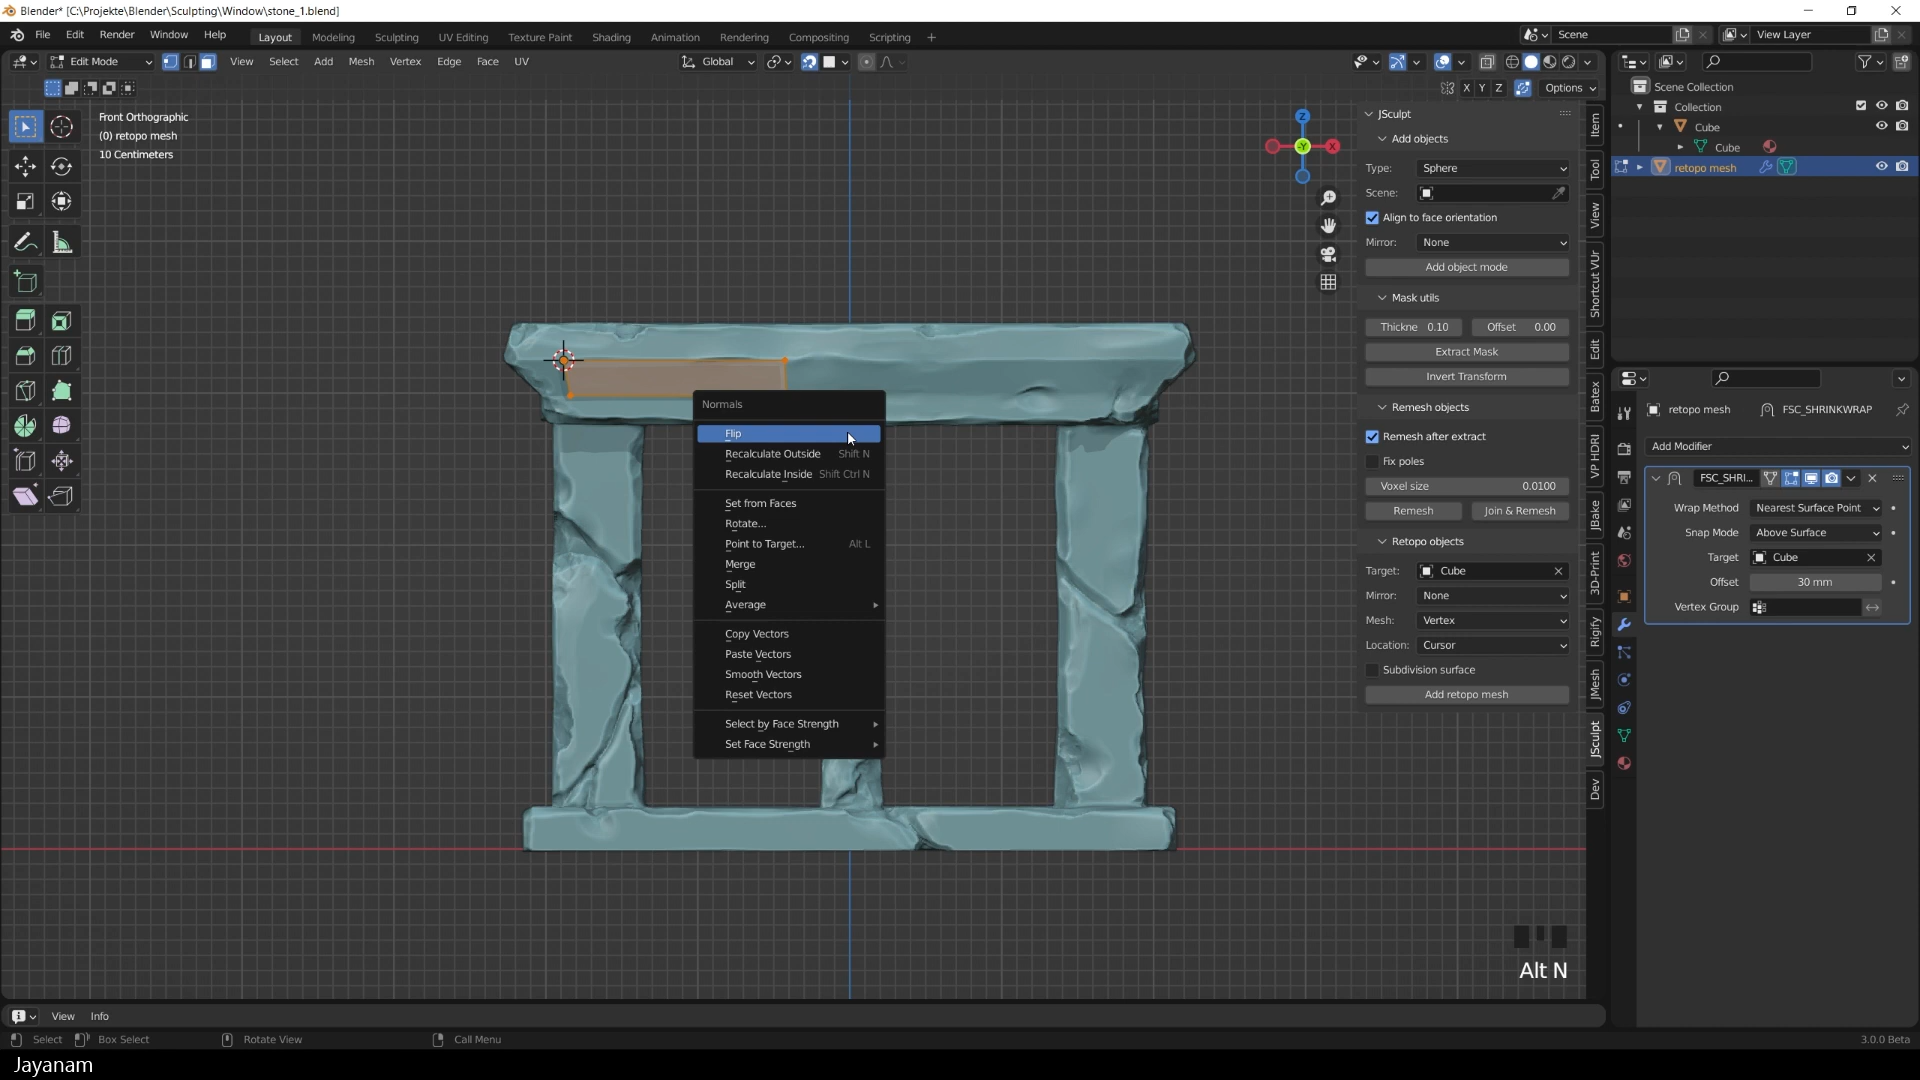 Blender* [C:\Projekte\Blender\Sculpting\Window\stone_1.blend]
File Edit Render Window Help Layout Modeling Sculpting UV Editing Texture Paint Shading Animation Rendering Compositing Scripting + Scene View Layer
Edit Mode View Select Add Mesh Vertex Edge Face UV Global
X Y Z Options
Front Orthographic
(0) retopo mesh
10 Centimeters
Z
Y
X
Normals
Flip
Recalculate Outside Shift N
Recalculate Inside Shift Ctrl N
Set from Faces
Rotate...
Point to Target... Alt L
Merge
Split
Average
Copy Vectors
Paste Vectors
Smooth Vectors
Reset Vectors
Select by Face Strength
Set Face Strength
JSculpt
Add objects
Type: Sphere
Scene:
Align to face orientation
Mirror: None
Add object mode
Mask utils
Thickne 0.10 Offset 0.00
Extract Mask
Invert Transform
Remesh objects
Remesh after extract
Fix poles
Voxel size 0.0100
Remesh Join & Remesh
Retopo objects
Target: Cube
Mirror: None
Mesh: Vertex
Location: Cursor
Subdivision surface
Add retopo mesh
Item
Tool
View
Shortcut VUr
Edit
Batex
VP HDRI
JBake
3D-Print
Rigify
JMesh
JSculpt
Dev
Scene Collection
Collection
Cube
Cube
retopo mesh
retopo mesh FSC_SHRINKWRAP
Add Modifier
FSC_SHRI...
Wrap Method Nearest Surface Point
Snap Mode Above Surface
Target Cube
Offset 30 mm
Vertex Group
Alt N
View Info
Select Box Select Rotate View Call Menu 3.0.0 Beta
Jayanam